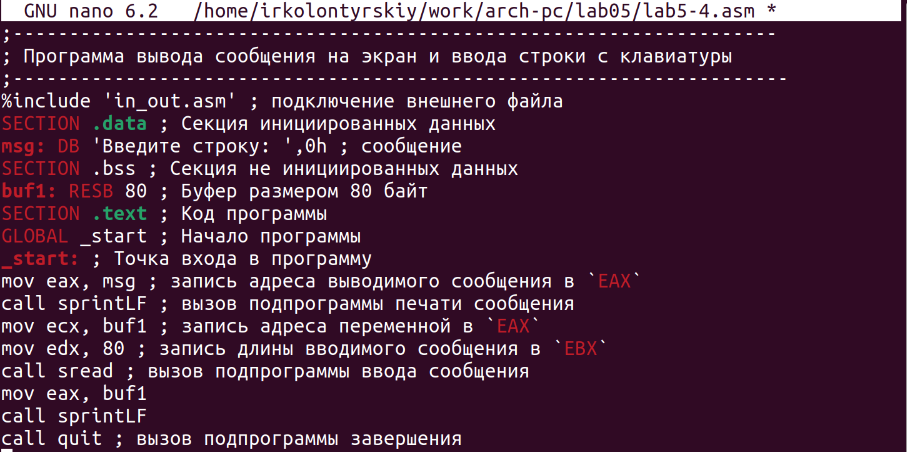 GNU nano 6.2 /home/irkolontyrskiy/work/arch-pc/lab05/lab5-4.asm *
;--------------------------------------------------------------------
; Программа вывода сообщения на экран и ввода строки с клавиатуры
;---------------------------------------------------------------------
%include 'in_out.asm' ; подключение внешнего файла
SECTION .data ; Секция инициированных данных
msg: DB 'Введите строку: ',0h ; сообщение
SECTION .bss ; Секция не инициированных данных
buf1: RESB 80 ; Буфер размером 80 байт
SECTION .text ; Код программы
GLOBAL _start ; Начало программы
_start: ; Точка входа в программу
mov eax, msg ; запись адреса выводимого сообщения в `EAX`
call sprintLF ; вызов подпрограммы печати сообщения
mov ecx, buf1 ; запись адреса переменной в `EAX`
mov edx, 80 ; запись длины вводимого сообщения в `EBX`
call sread ; вызов подпрограммы ввода сообщения
mov eax, buf1
call sprintLF
call quit ; вызов подпрограммы завершения